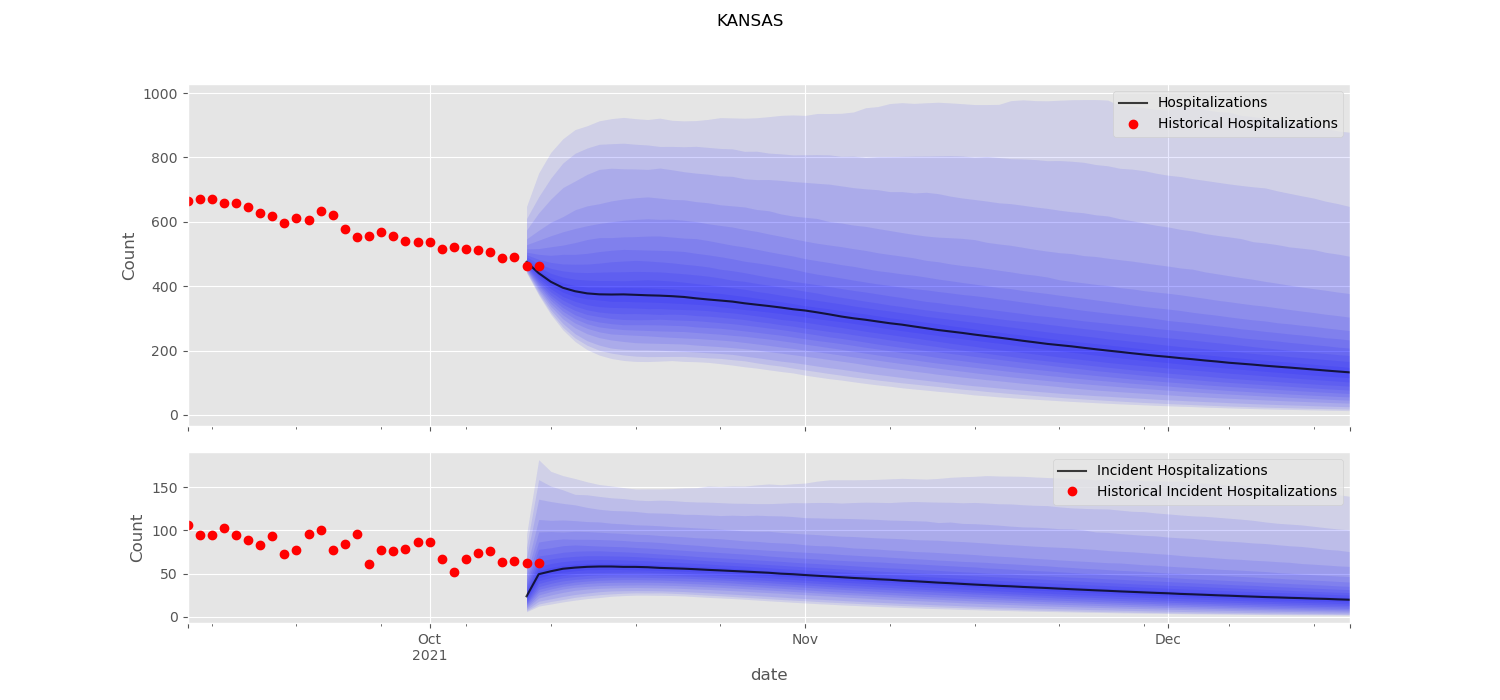 KANSAS
1000
800
600
400
200
0
Count
Hospitalizations
Historical Hospitalizations
150
100
50
0
Count
Incident Hospitalizations
Historical Incident Hospitalizations
Oct
2021
Nov
Dec
date